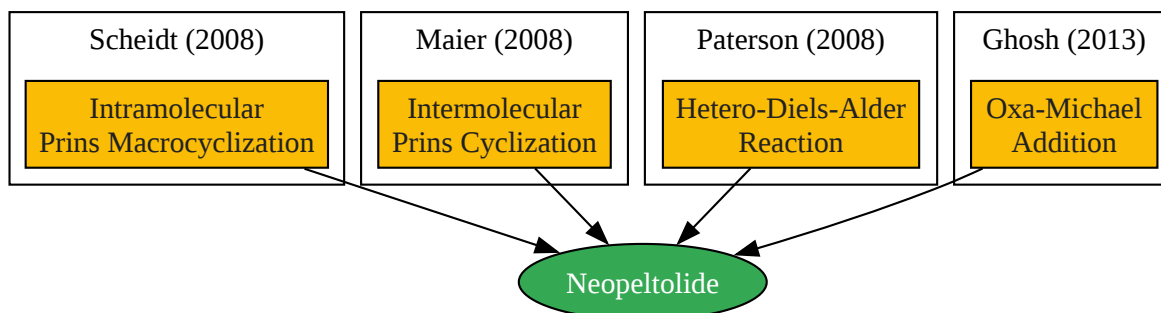 Scheidt (2008)
Intramolecular
Prins Macrocyclization
Maier (2008)
Intermolecular
Prins Cyclization
Paterson (2008)
Hetero-Diels-Alder
Reaction
Ghosh (2013)
Oxa-Michael
Addition
Neopeltolide